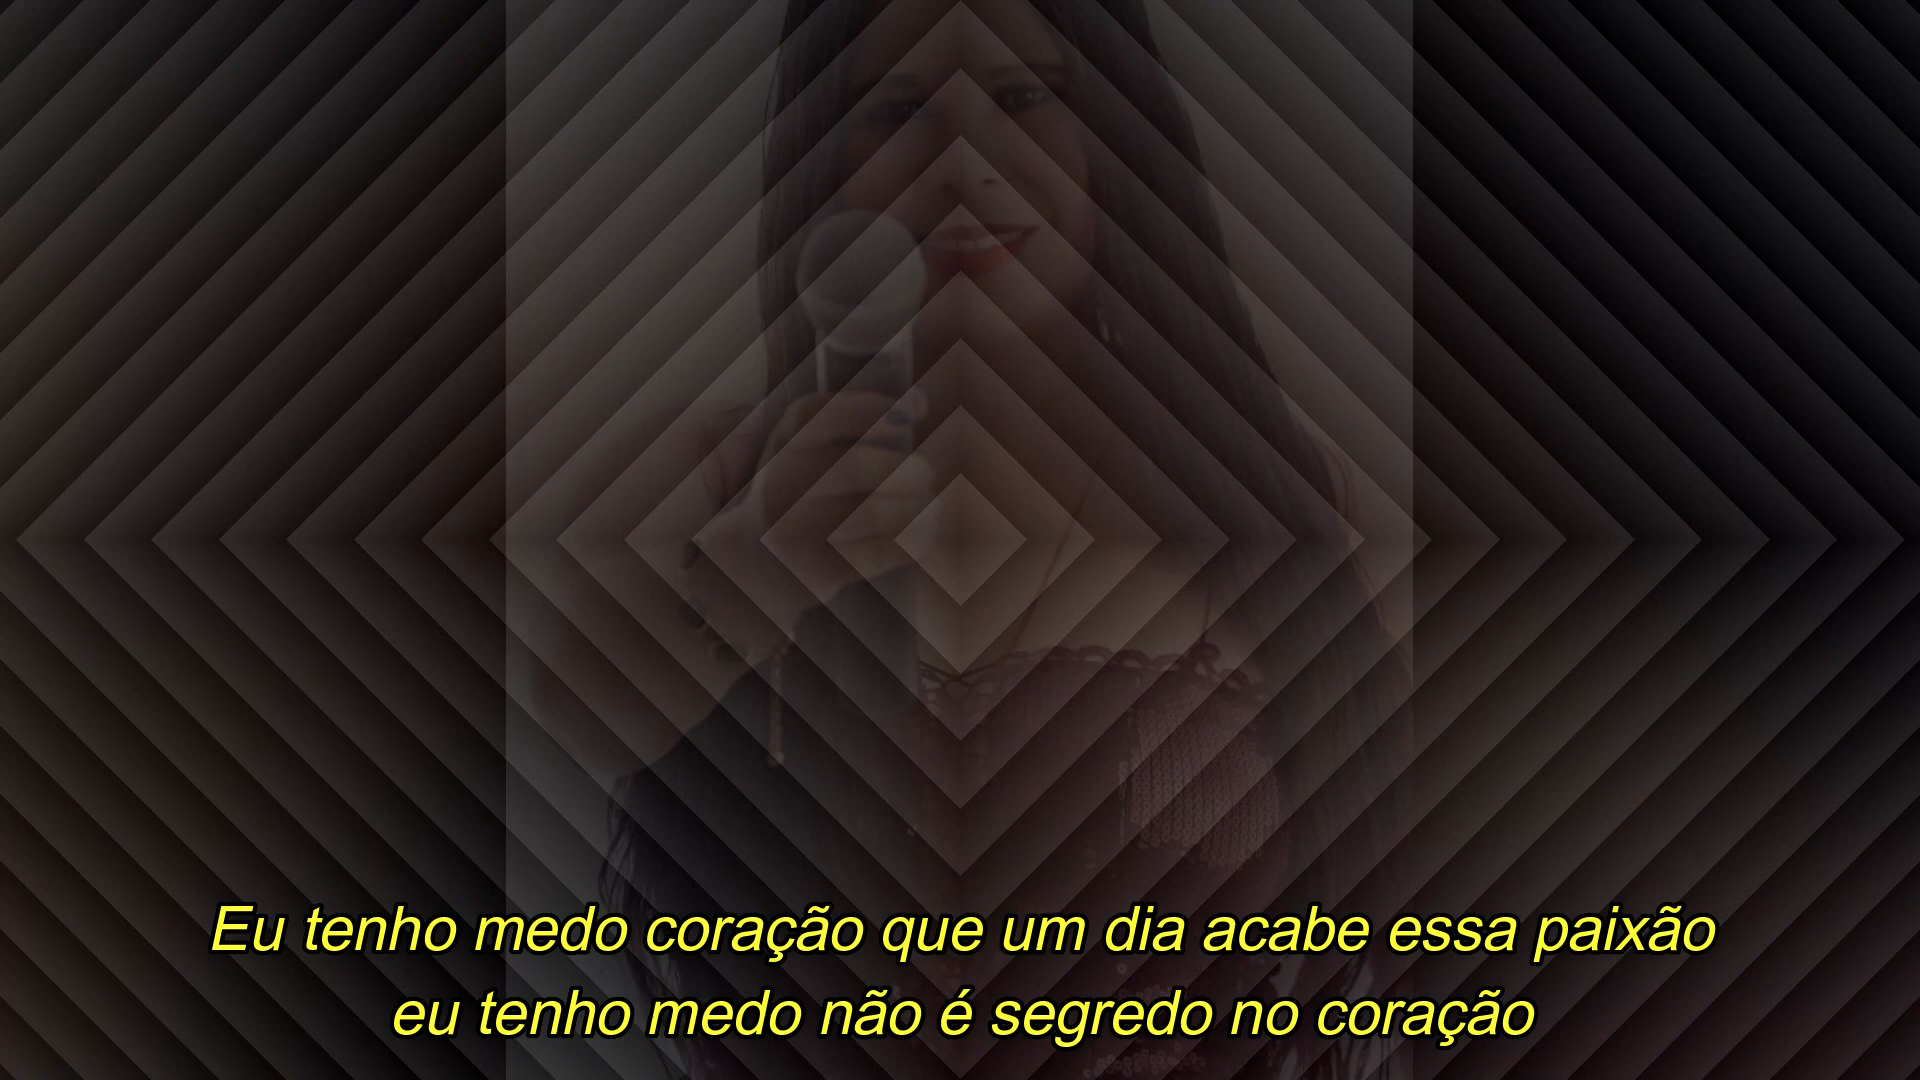 Eu tenho medo coração que um dia acabe essa paixão
eu tenho medo não é segredo no coração